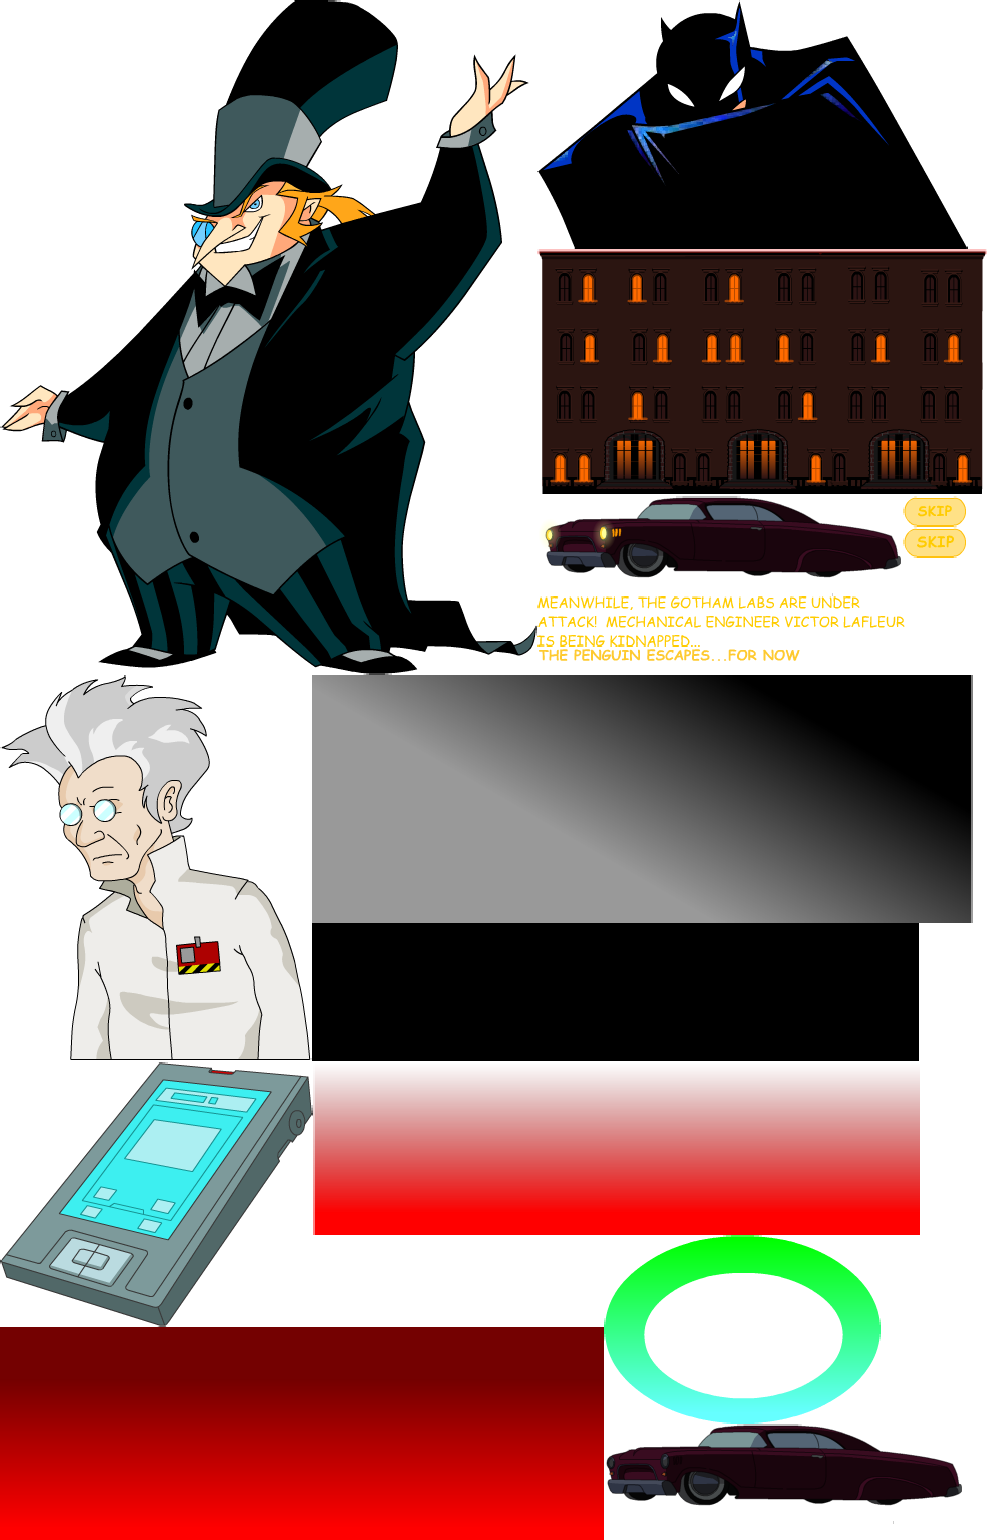 SKIP
SKIP
MEANWHILE, THE GOTHAM LABS ARE UNDER
ATTACK! MECHANICAL ENGINEER VICTOR LAFLEUR
IS BEING KIDNAPPED...
THE PENGUIN ESCAPES...FOR NOW